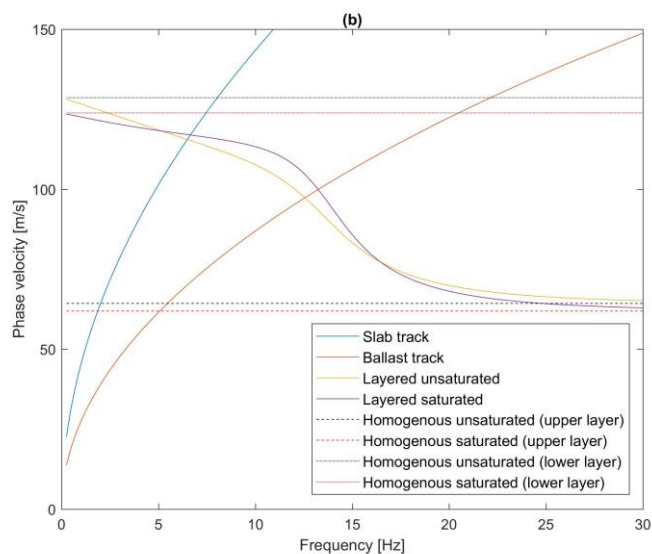 (b)
150
100
50
0
Phase velocity [m/s]
Slab track
Ballast track
Layered unsaturated
Layered saturated
Homogenous unsaturated (upper layer)
Homogenous saturated (upper layer)
Homogenous unsaturated (lower layer)
Homogenous saturated (lower layer)
0 5 10 15 20 25 30
Frequency [Hz]